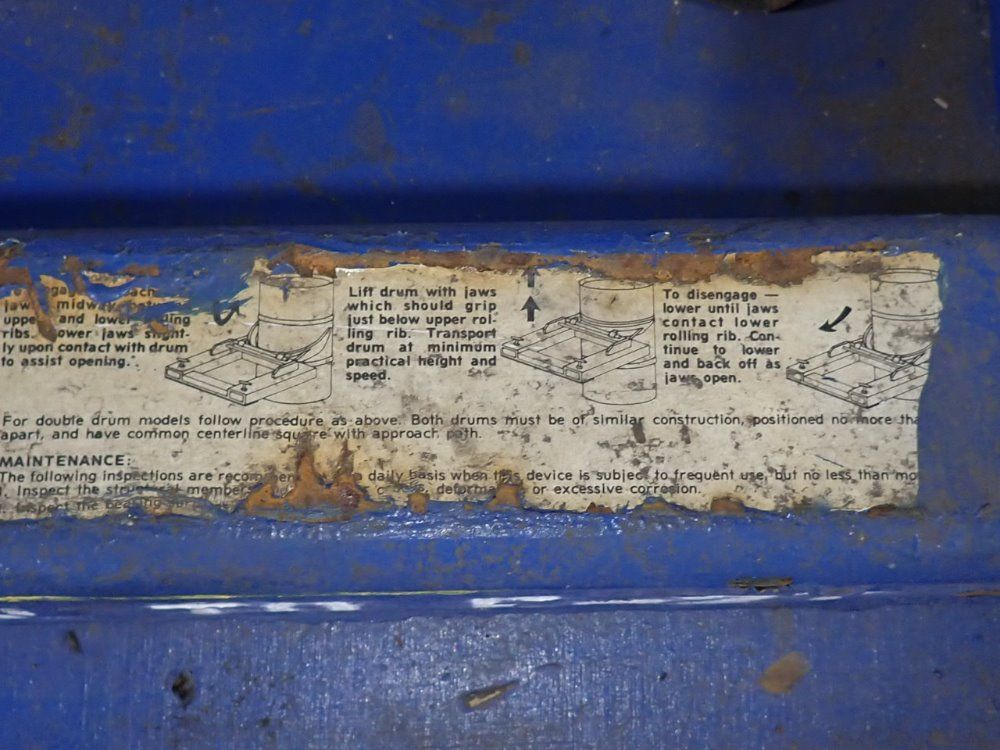 jaws midway
upper and lower
ribs. Lower jaws slight-
ly upon contact with drum
to assist opening.
Lift drum with jaws
which should grip
just below upper rol-
ling rib. Transport
drum at minimum
practical height and
speed.
To disengage —
lower until jaws
contact lower
rolling rib. Con-
tinue to lower
and back off as
jaws open.
For double drum models follow procedure as above. Both drums must be of similar construction, positioned no more
apart, and have common centerline square with approach path.
MAINTENANCE:
The following inspections are daily basis when this device is subject to frequent use, but no less than
Inspect the or excessive corrosion.
Inspect the